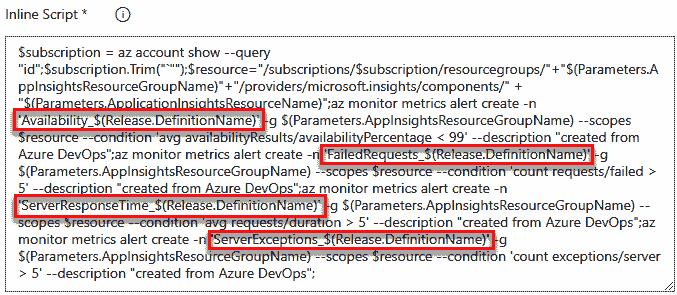 Inline Script *
$subscription = az account show --query
"id";$subscription.Trim("`"");$resource="/subscriptions/$subscription/resourcegroups/"+"$(Parameters.A
ppInsightsResourceGroupName)"+"/providers/microsoft.insights/components/" +
"$(Parameters.ApplicationInsightsResourceName)";az monitor metrics alert create -n
'Availability_$(Release.DefinitionName)' -g $(Parameters.AppInsightsResourceGroupName) --scopes
$resource --condition 'avg availabilityResults/availabilityPercentage < 99' --description "created from
Azure DevOps";az monitor metrics alert create -n 'FailedRequests_$(Release.DefinitionName)' -g
$(Parameters.AppInsightsResourceGroupName) --scopes $resource --condition 'count requests/failed >
5' --description "created from Azure DevOps";az monitor metrics alert create -n
'ServerResponseTime_$(Release.DefinitionName)' -g $(Parameters.AppInsightsResourceGroupName) --
scopes $resource --condition 'avg requests/duration > 5' --description "created from Azure DevOps";az
monitor metrics alert create -n 'ServerExceptions_$(Release.DefinitionName)' -g
$(Parameters.AppInsightsResourceGroupName) --scopes $resource --condition 'count exceptions/server
> 5' --description "created from Azure DevOps";